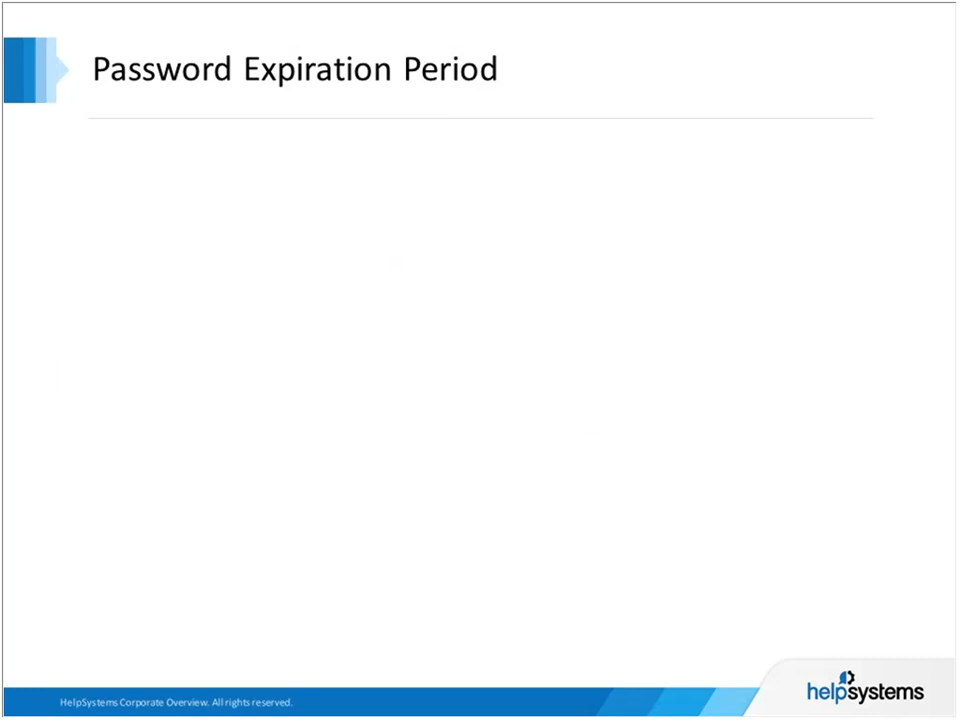 Password Expiration Period
HelpSystems Corporate Overview. All rights reserved.
helpsystems